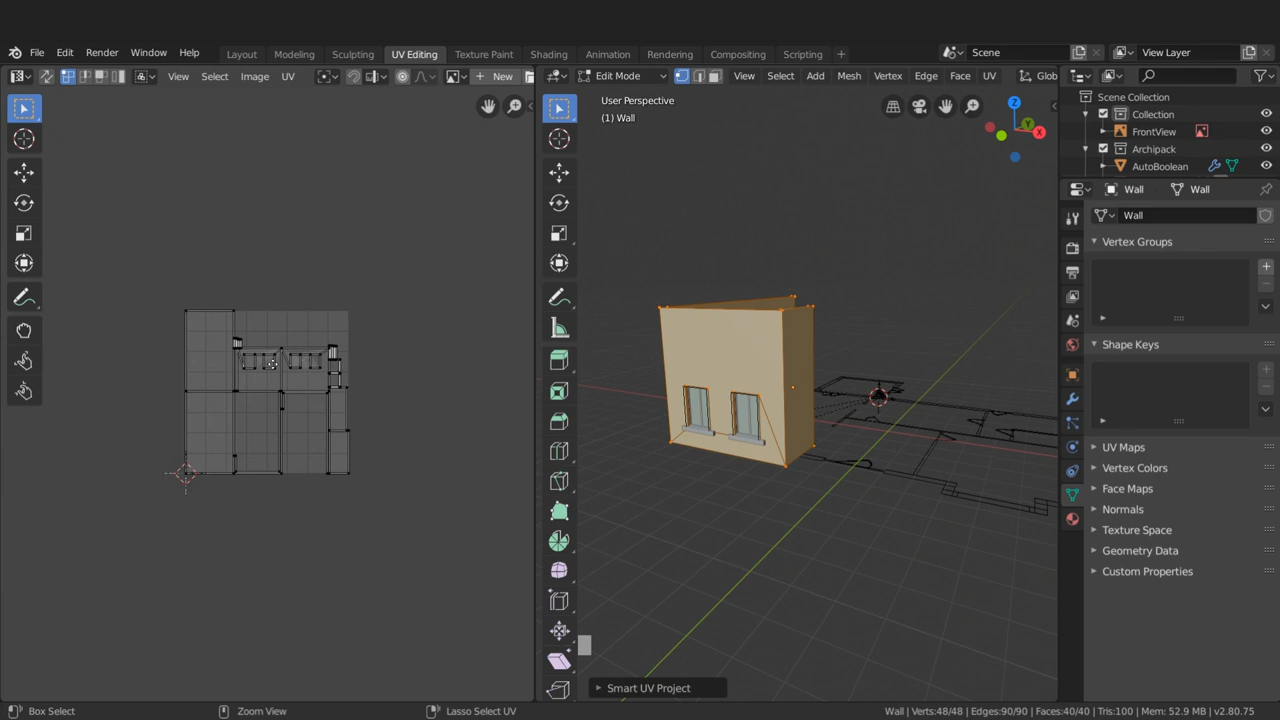 File Edit Render Window Help Layout Modeling Sculpting UV Editing Texture Paint Shading Animation Rendering Compositing Scripting + Scene View Layer
View Select Image UV + New Edit Mode View Select Add Mesh Vertex Edge Face UV Glob
User Perspective
(1) Wall
Z
Y
X
Scene Collection
Collection
FrontView
Archipack
AutoBoolean
Wall Wall
Wall
Vertex Groups
Shape Keys
UV Maps
Vertex Colors
Face Maps
Normals
Texture Space
Geometry Data
Custom Properties
Smart UV Project
Box Select Zoom View Lasso Select UV Wall | Verts:48/48 | Edges:90/90 | Faces:40/40 | Tris:100 | Mem: 52.9 MB | v2.80.75